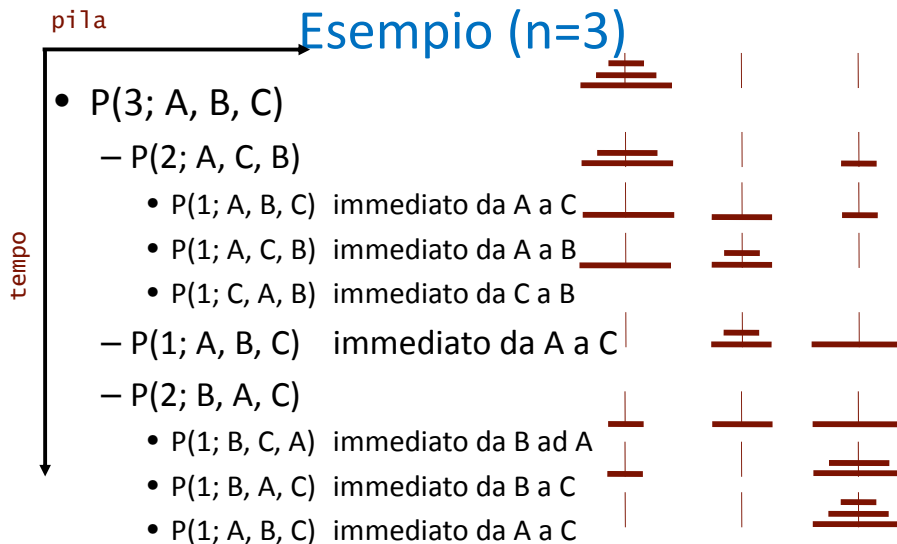 pila
Esempio (n=3)
tempo
• P(3; A, B, C)
– P(2; A, C, B)
• P(1; A, B, C) immediato da A a C
• P(1; A, C, B) immediato da A a B
• P(1; C, A, B) immediato da C a B
– P(1; A, B, C) immediato da A a C
– P(2; B, A, C)
• P(1; B, C, A) immediato da B ad A
• P(1; B, A, C) immediato da B a C
• P(1; A, B, C) immediato da A a C